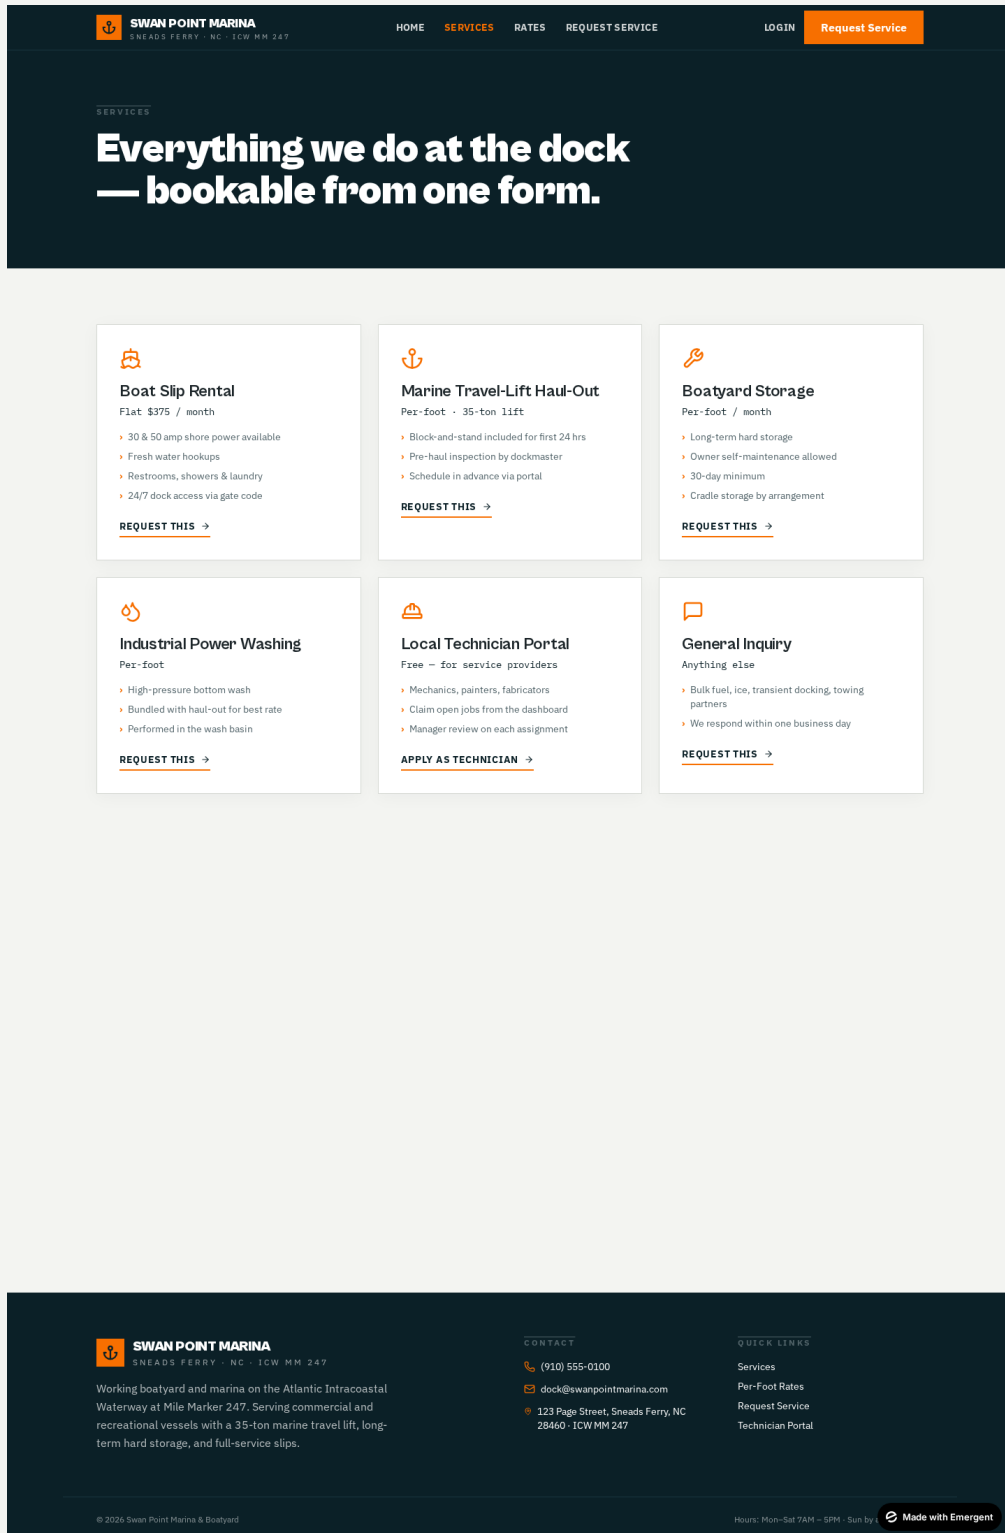 SWAN POINT MARINA
SNEADS FERRY · NC · ICW MM 247
HOME
SERVICES
RATES
REQUEST SERVICE
LOGIN
Request Service
SERVICES
Everything we do at the dock
— bookable from one form.
Boat Slip Rental
Flat $375 / month
› 30 & 50 amp shore power available
› Fresh water hookups
› Restrooms, showers & laundry
› 24/7 dock access via gate code
REQUEST THIS →
Marine Travel-Lift Haul-Out
Per-foot · 35-ton lift
› Block-and-stand included for first 24 hrs
› Pre-haul inspection by dockmaster
› Schedule in advance via portal
REQUEST THIS →
Boatyard Storage
Per-foot / month
› Long-term hard storage
› Owner self-maintenance allowed
› 30-day minimum
› Cradle storage by arrangement
REQUEST THIS →
Industrial Power Washing
Per-foot
› High-pressure bottom wash
› Bundled with haul-out for best rate
› Performed in the wash basin
REQUEST THIS →
Local Technician Portal
Free — for service providers
› Mechanics, painters, fabricators
› Claim open jobs from the dashboard
› Manager review on each assignment
APPLY AS TECHNICIAN →
General Inquiry
Anything else
› Bulk fuel, ice, transient docking, towing
partners
› We respond within one business day
REQUEST THIS →
SWAN POINT MARINA
SNEADS FERRY · NC · ICW MM 247
Working boatyard and marina on the Atlantic Intracoastal
Waterway at Mile Marker 247. Serving commercial and
recreational vessels with a 35-ton marine travel lift, long-
term hard storage, and full-service slips.
CONTACT
(910) 555-0100
dock@swanpointmarina.com
123 Page Street, Sneads Ferry, NC
28460 · ICW MM 247
QUICK LINKS
Services
Per-Foot Rates
Request Service
Technician Portal
© 2026 Swan Point Marina & Boatyard
Hours: Mon–Sat 7AM – 5PM · Sun by
Made with Emergent